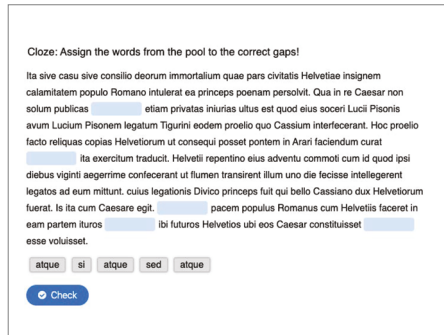 Cloze: Assign the words from the pool to the correct gaps!
Ita sive casu sive consilio deorum immortalium quae pars civitatis Helvetiae insignem
calamitatem populo Romano intulerat ea princeps poenam persolvit. Qua in re Caesar non
solum publicas etiam privatas iniurias ultus est quod eius soceri Lucii Pisonis
avum Lucium Pisonem legatum Tigurini eodem proelio quo Cassium interfecerant. Hoc proelio
facto reliquas copias Helvetiorum ut consequi posset pontem in Arari faciendum curat
ita exercitum traducit. Helvetii repentino eius adventu commoti cum id quod ipsi
diebus viginti aegerrime confecerant ut flumen transirent illum uno die fecisse intellegerent
legatos ad eum mittunt. cuius legationis Divico princeps fuit qui bello Cassiano dux Helvetiorum
fuerat. Is ita cum Caesare egit. pacem populus Romanus cum Helvetiis faceret in
eam partem ituros ibi futuros Helvetios ubi eos Caesar constituisset
esse voluisset.
atque si atque sed atque
Check